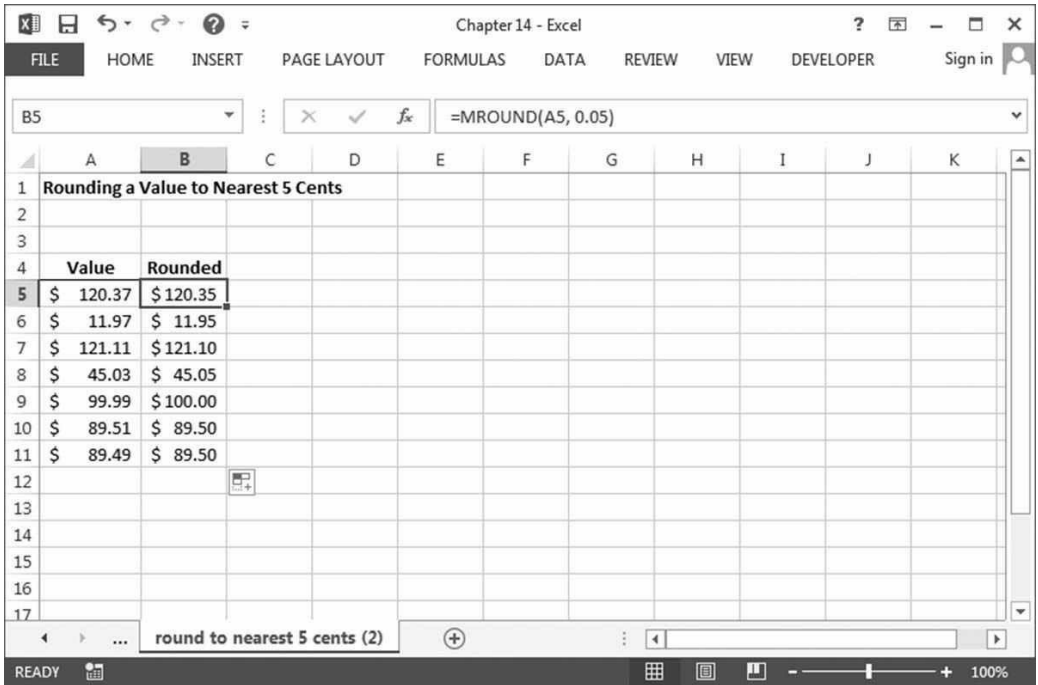 Chapter 14 - Excel
?
FILE HOME INSERT PAGE LAYOUT FORMULAS DATA REVIEW VIEW DEVELOPER Sign in
B5 fx =MROUND(A5, 0.05)
A B C D E F G H I J K
1 Rounding a Value to Nearest 5 Cents
2
3
4 Value Rounded
5 $ 120.37 $ 120.35
6 $ 11.97 $ 11.95
7 $ 121.11 $ 121.10
8 $ 45.03 $ 45.05
9 $ 99.99 $ 100.00
10 $ 89.51 $ 89.50
11 $ 89.49 $ 89.50
12
13
14
15
16
17
... round to nearest 5 cents (2)
READY 100%